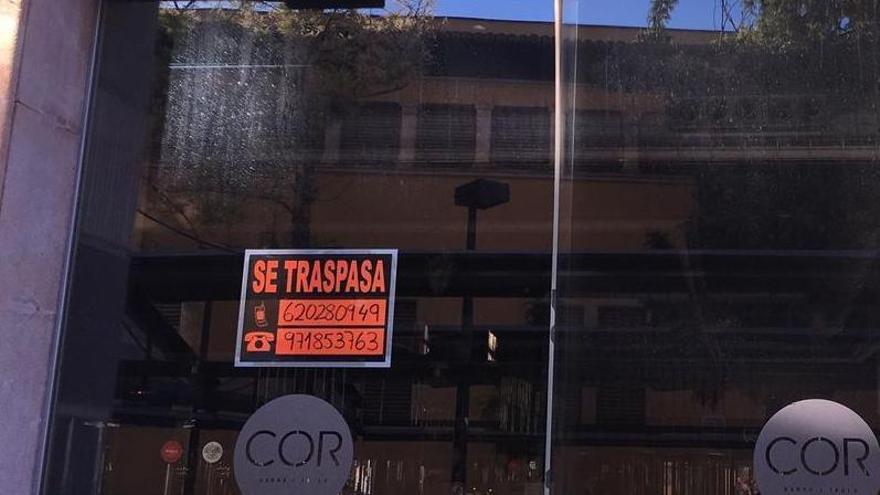 SE TRASPASA
620280949
971853763
COR
COR